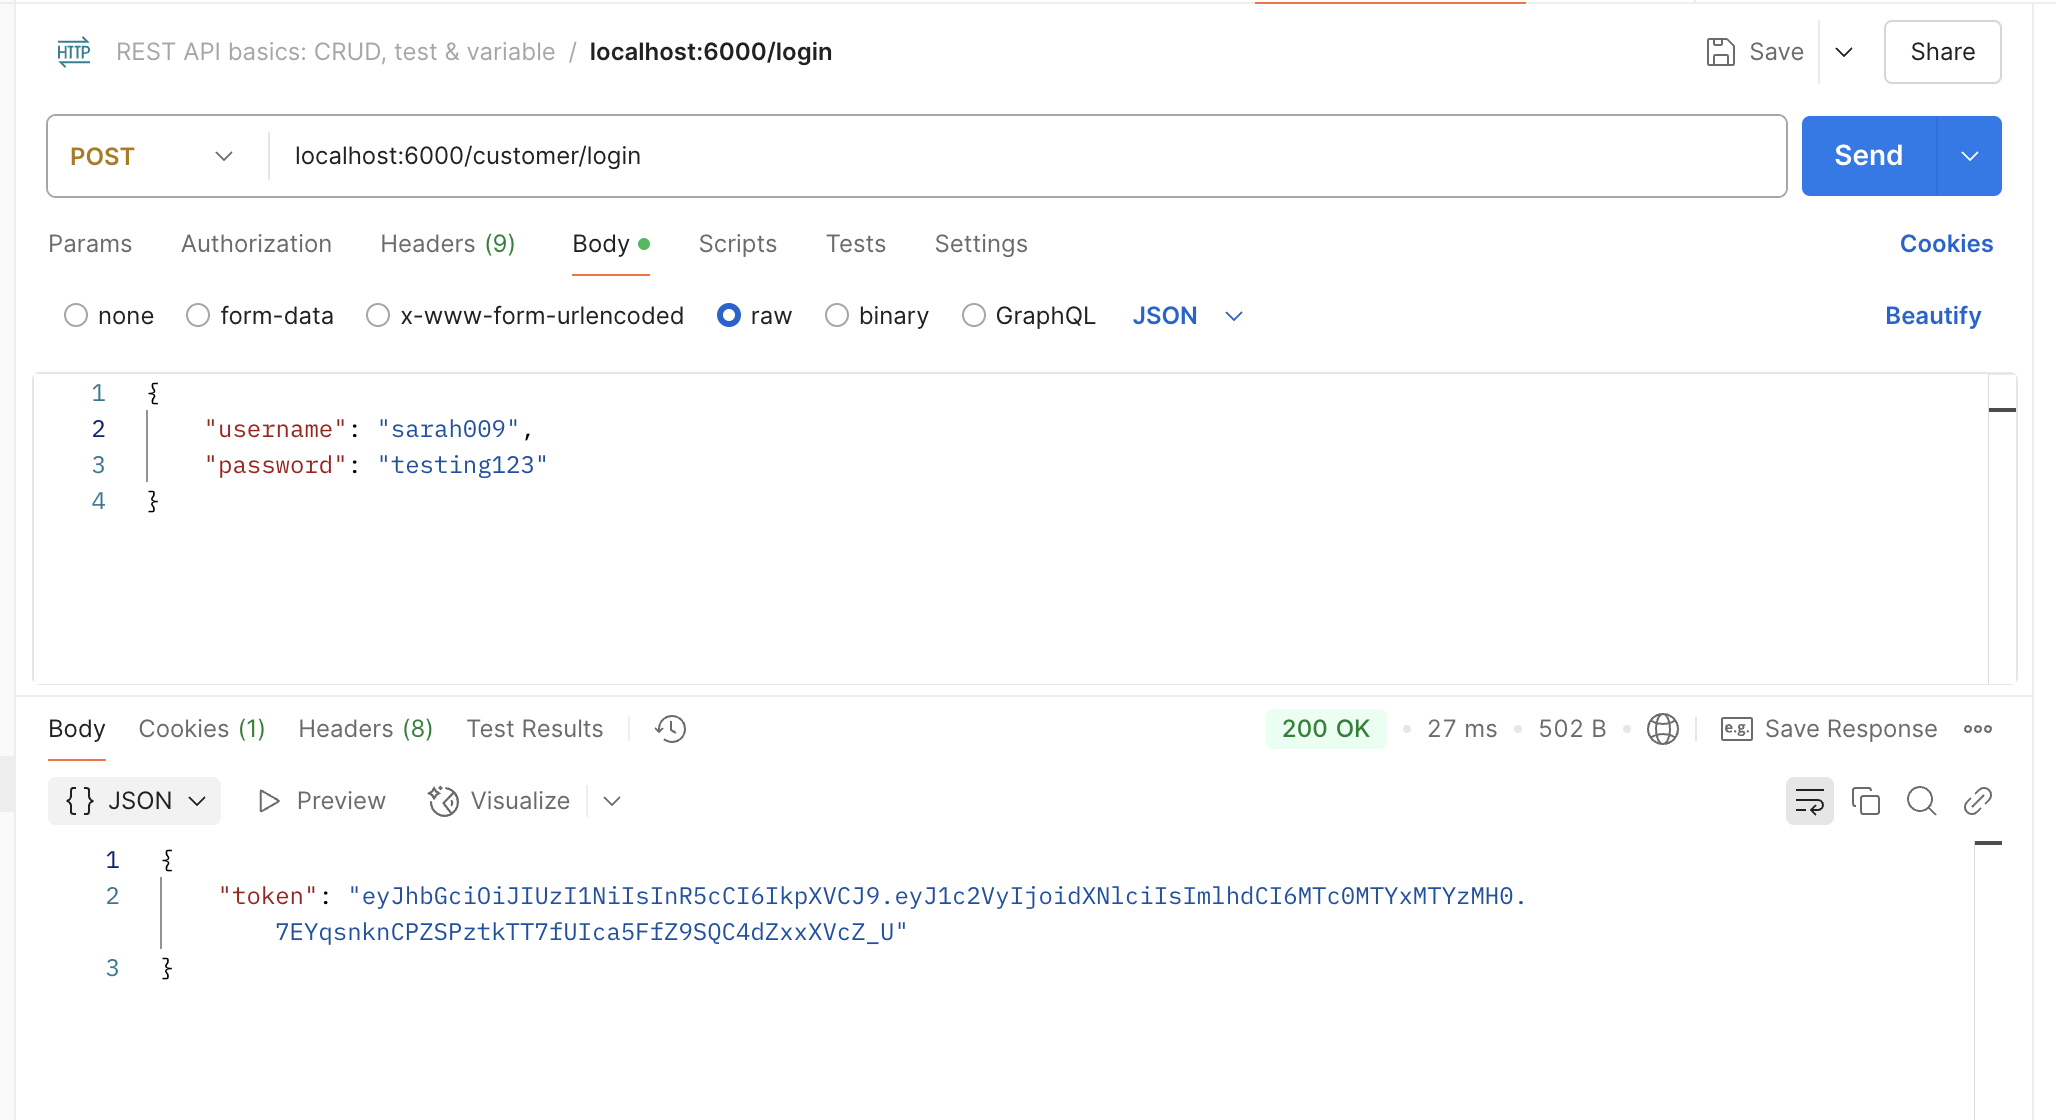 HTTP REST API basics: CRUD, test & variable / localhost:6000/login Save Share
POST localhost:6000/customer/login Send
Params Authorization Headers (9) Body Scripts Tests Settings Cookies
none form-data x-www-form-urlencoded raw binary GraphQL JSON Beautify
1 {
2 "username": "sarah009",
3 "password": "testing123"
4 }
Body Cookies (1) Headers (8) Test Results 200 OK • 27 ms • 502 B • e.g. Save Response
{} JSON Preview Visualize
1 {
2 "token": "eyJhbGciOiJIUzI1NiIsInR5cCI6IkpXVCJ9.eyJ1c2VyIjoidXNlciIsImlhdCI6MTc0MTYxMTYzMH0.
7EYqsnknCPZSPztkTT7fUIca5FfZ9SQC4dZxxXVcZ_U"
3 }